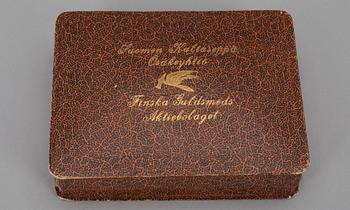 Suomen Kultaseppä
Osakeyhtiö
Finska Guldsmeds
Aktiebolaget